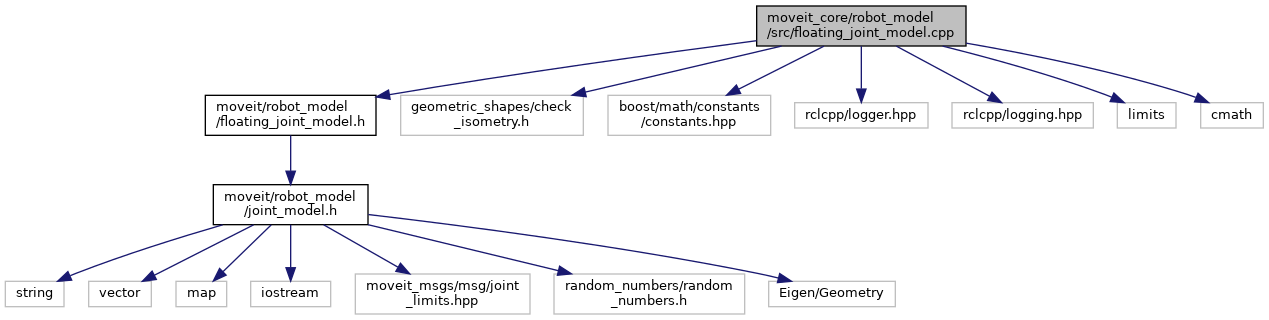 moveit_core/robot_model
/src/floating_joint_model.cpp
moveit/robot_model
/floating_joint_model.h
geometric_shapes/check
_isometry.h
boost/math/constants
/constants.hpp
rclcpp/logger.hpp
rclcpp/logging.hpp
limits
cmath
moveit/robot_model
/joint_model.h
string
vector
map
iostream
moveit_msgs/msg/joint
_limits.hpp
random_numbers/random
_numbers.h
Eigen/Geometry